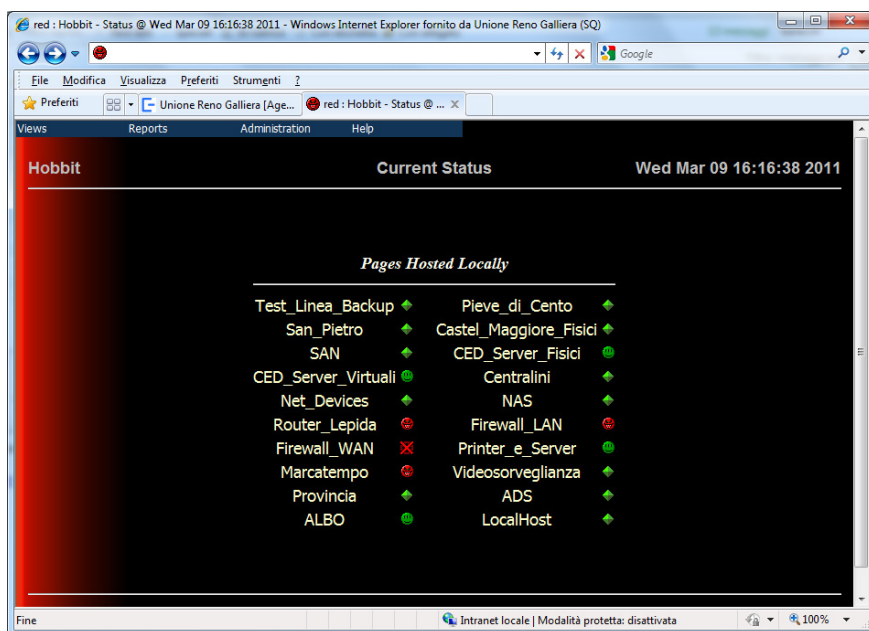 red : Hobbit - Status @ Wed Mar 09 16:16:38 2011 - Windows Internet Explorer fornito da Unione Reno Galliera (SQ)
Google
File Modifica Visualizza Preferiti Strumenti ?
Preferiti Unione Reno Galliera [Age... red : Hobbit - Status @ ... X
Views Reports Administration Help
Hobbit Current Status Wed Mar 09 16:16:38 2011
Pages Hosted Locally
Test_Linea_Backup Pieve_di_Cento
San_Pietro Castel_Maggiore_Fisici
SAN CED_Server_Fisici
CED_Server_Virtuali Centralini
Net_Devices NAS
Router_Lepida Firewall_LAN
Firewall_WAN Printer_e_Server
Marcatempo Videosorveglianza
Provincia ADS
ALBO LocalHost
Fine Intranet locale | Modalità protetta: disattivata 100%